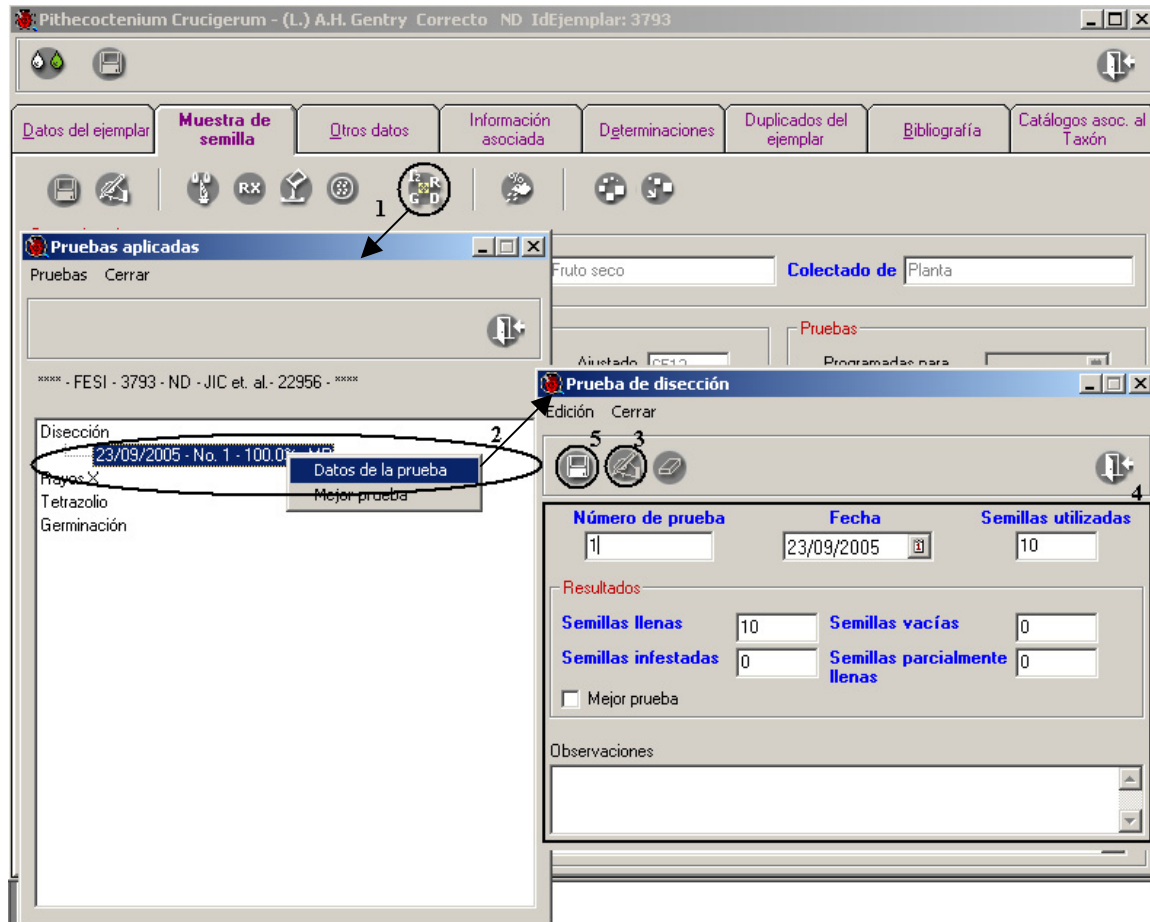 Pithecoctenium Crucigerum - (L.) A.H. Gentry Correcto ND IdEjemplar: 3793
Datos del ejemplar
Muestra de
semilla
Otros datos
Información
asociada
Determinaciones
Duplicados del
ejemplar
Bibliografía
Catálogos asoc. al
Taxón
RX
%
12 R
G D
1
Pruebas aplicadas
Pruebas Cerrar
Fruto seco
Colectado de Planta
Pruebas
Ajustado
Programadas para
**** - FESI - 3793 - ND - JIC et. al.- 22956 - ****
Disección
23/09/2005 - No. 1 - 100.0%
Rayos X
Tetrazolio
Germinación
Datos de la prueba
Mejor prueba
2
Prueba de disección
Edición Cerrar
5 3
4
Número de prueba Fecha Semillas utilizadas
1 23/09/2005 10
Resultados
Semillas llenas 10 Semillas vacías 0
Semillas infestadas 0 Semillas parcialmente 0
llenas
Mejor prueba
Observaciones